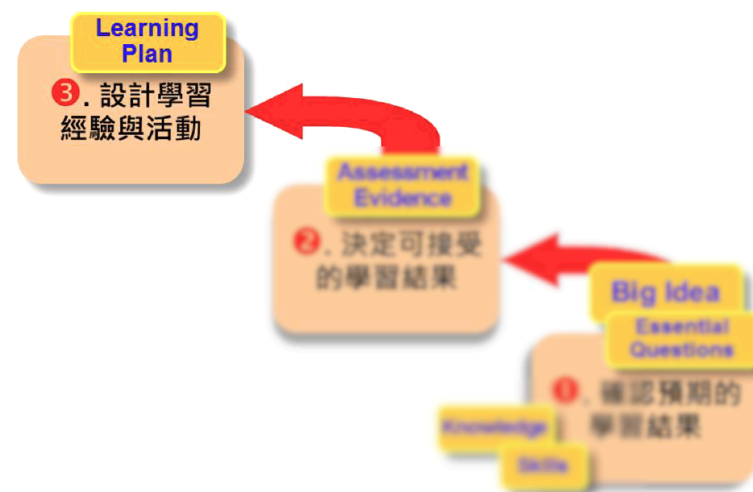 Learning
Plan
❸. 設計學習
經驗與活動
Assessment
Evidence
❷. 決定可接受
的學習結果
Big Idea
Essential
Questions
❶. 確認預期的
學習結果
Knowledge
Skills